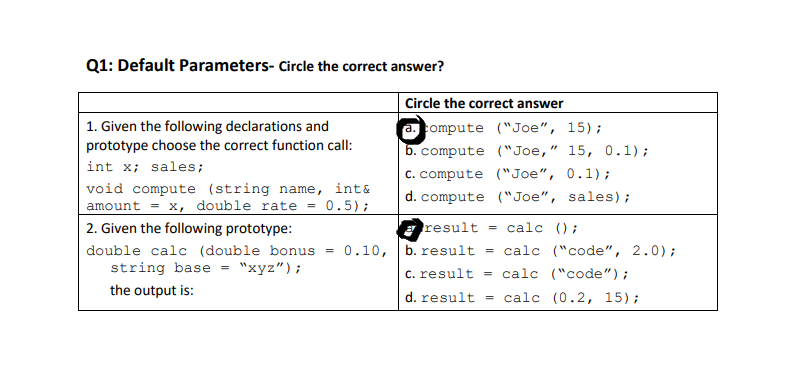 Q1: Default Parameters- Circle the correct answer?
Circle the correct answer
1. Given the following declarations and
prototype choose the correct function call:
int x; sales;
void compute (string name, int&
amount = x, double rate = 0.5);
a. compute (“Joe”, 15);
b. compute (“Joe,” 15, 0.1);
c. compute (“Joe”, 0.1);
d. compute (“Joe”, sales);
2. Given the following prototype:
double calc (double bonus = 0.10,
string base = “xyz”);
the output is:
a. result = calc ();
b. result = calc (“code”, 2.0);
c. result = calc (“code”);
d. result = calc (0.2, 15);